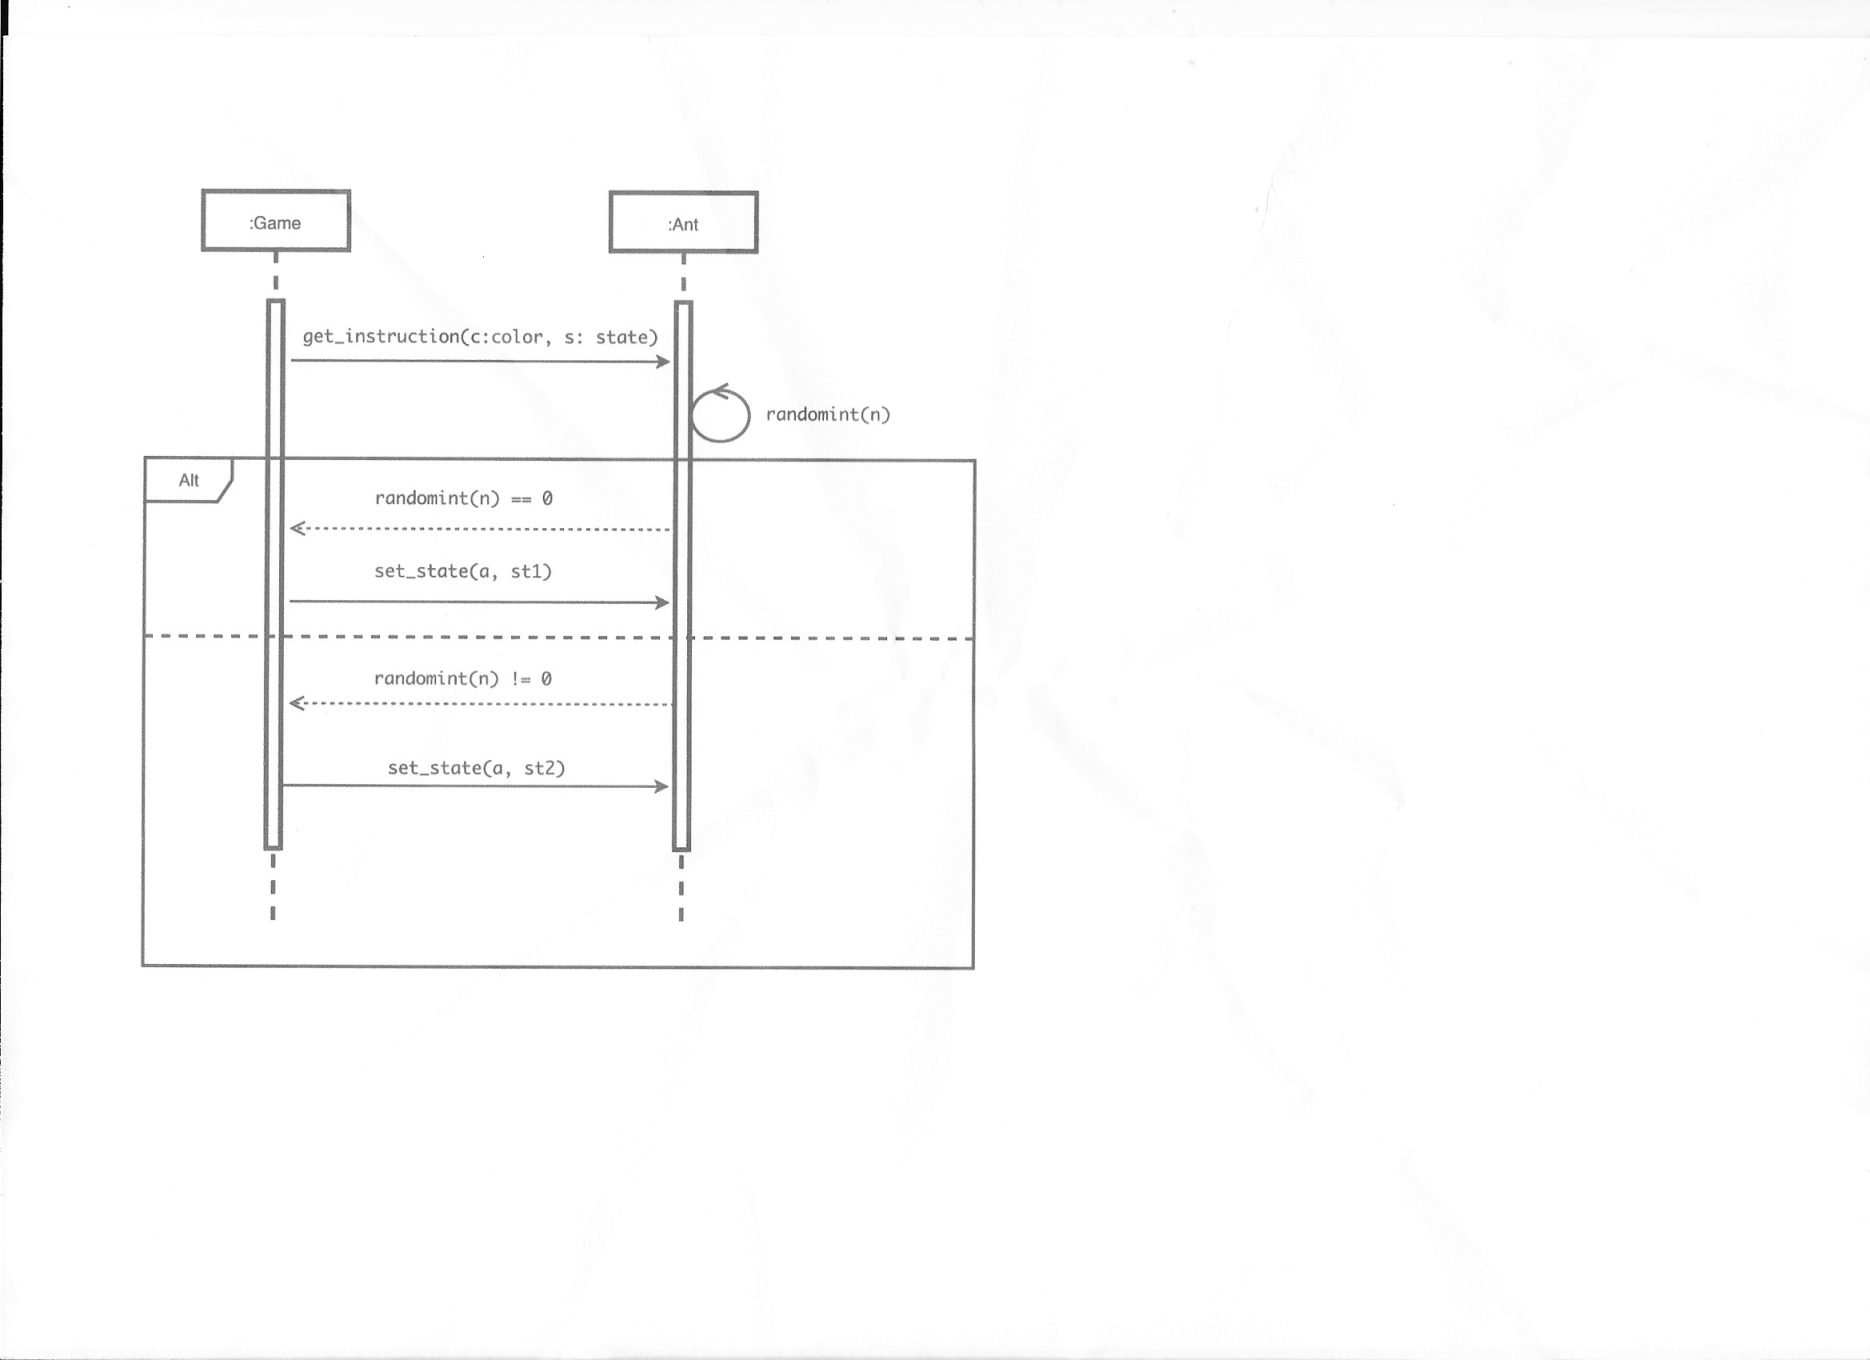 :Game
:Ant
get_instruction(c:color, s: state)
randomint(n)
Alt
randomint(n) == 0
set_state(a, st1)
randomint(n) != 0
set_state(a, st2)